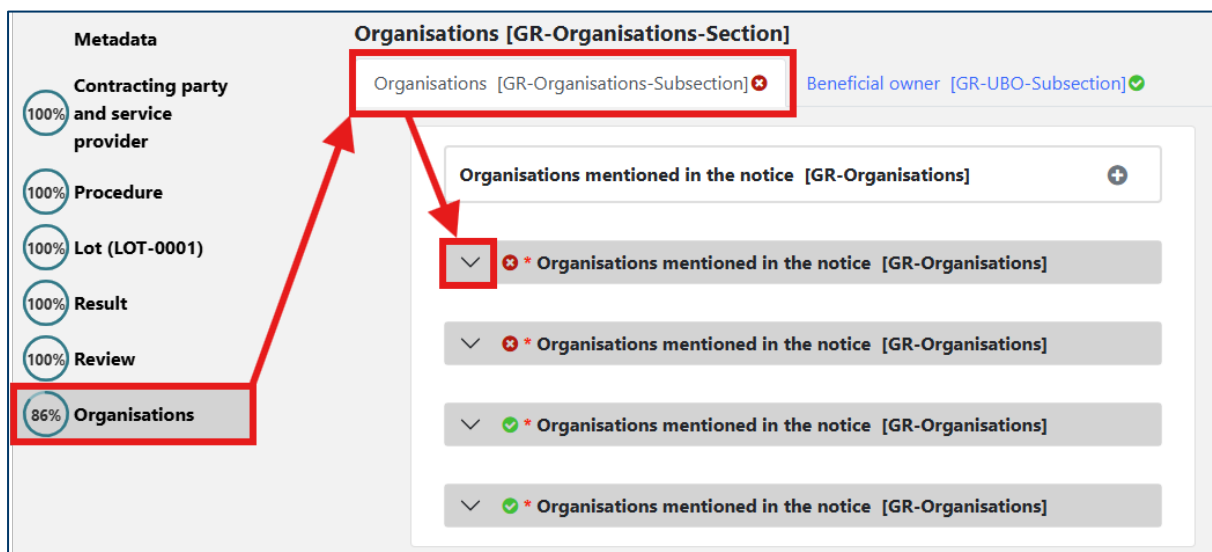 Metadata
100% Contracting party
and service
provider
100% Procedure
100% Lot (LOT-0001)
100% Result
100% Review
86% Organisations
Organisations [GR-Organisations-Section]
Organisations [GR-Organisations-Subsection]
Beneficial owner [GR-UBO-Subsection]
Organisations mentioned in the notice [GR-Organisations]
* Organisations mentioned in the notice [GR-Organisations]
* Organisations mentioned in the notice [GR-Organisations]
* Organisations mentioned in the notice [GR-Organisations]
* Organisations mentioned in the notice [GR-Organisations]